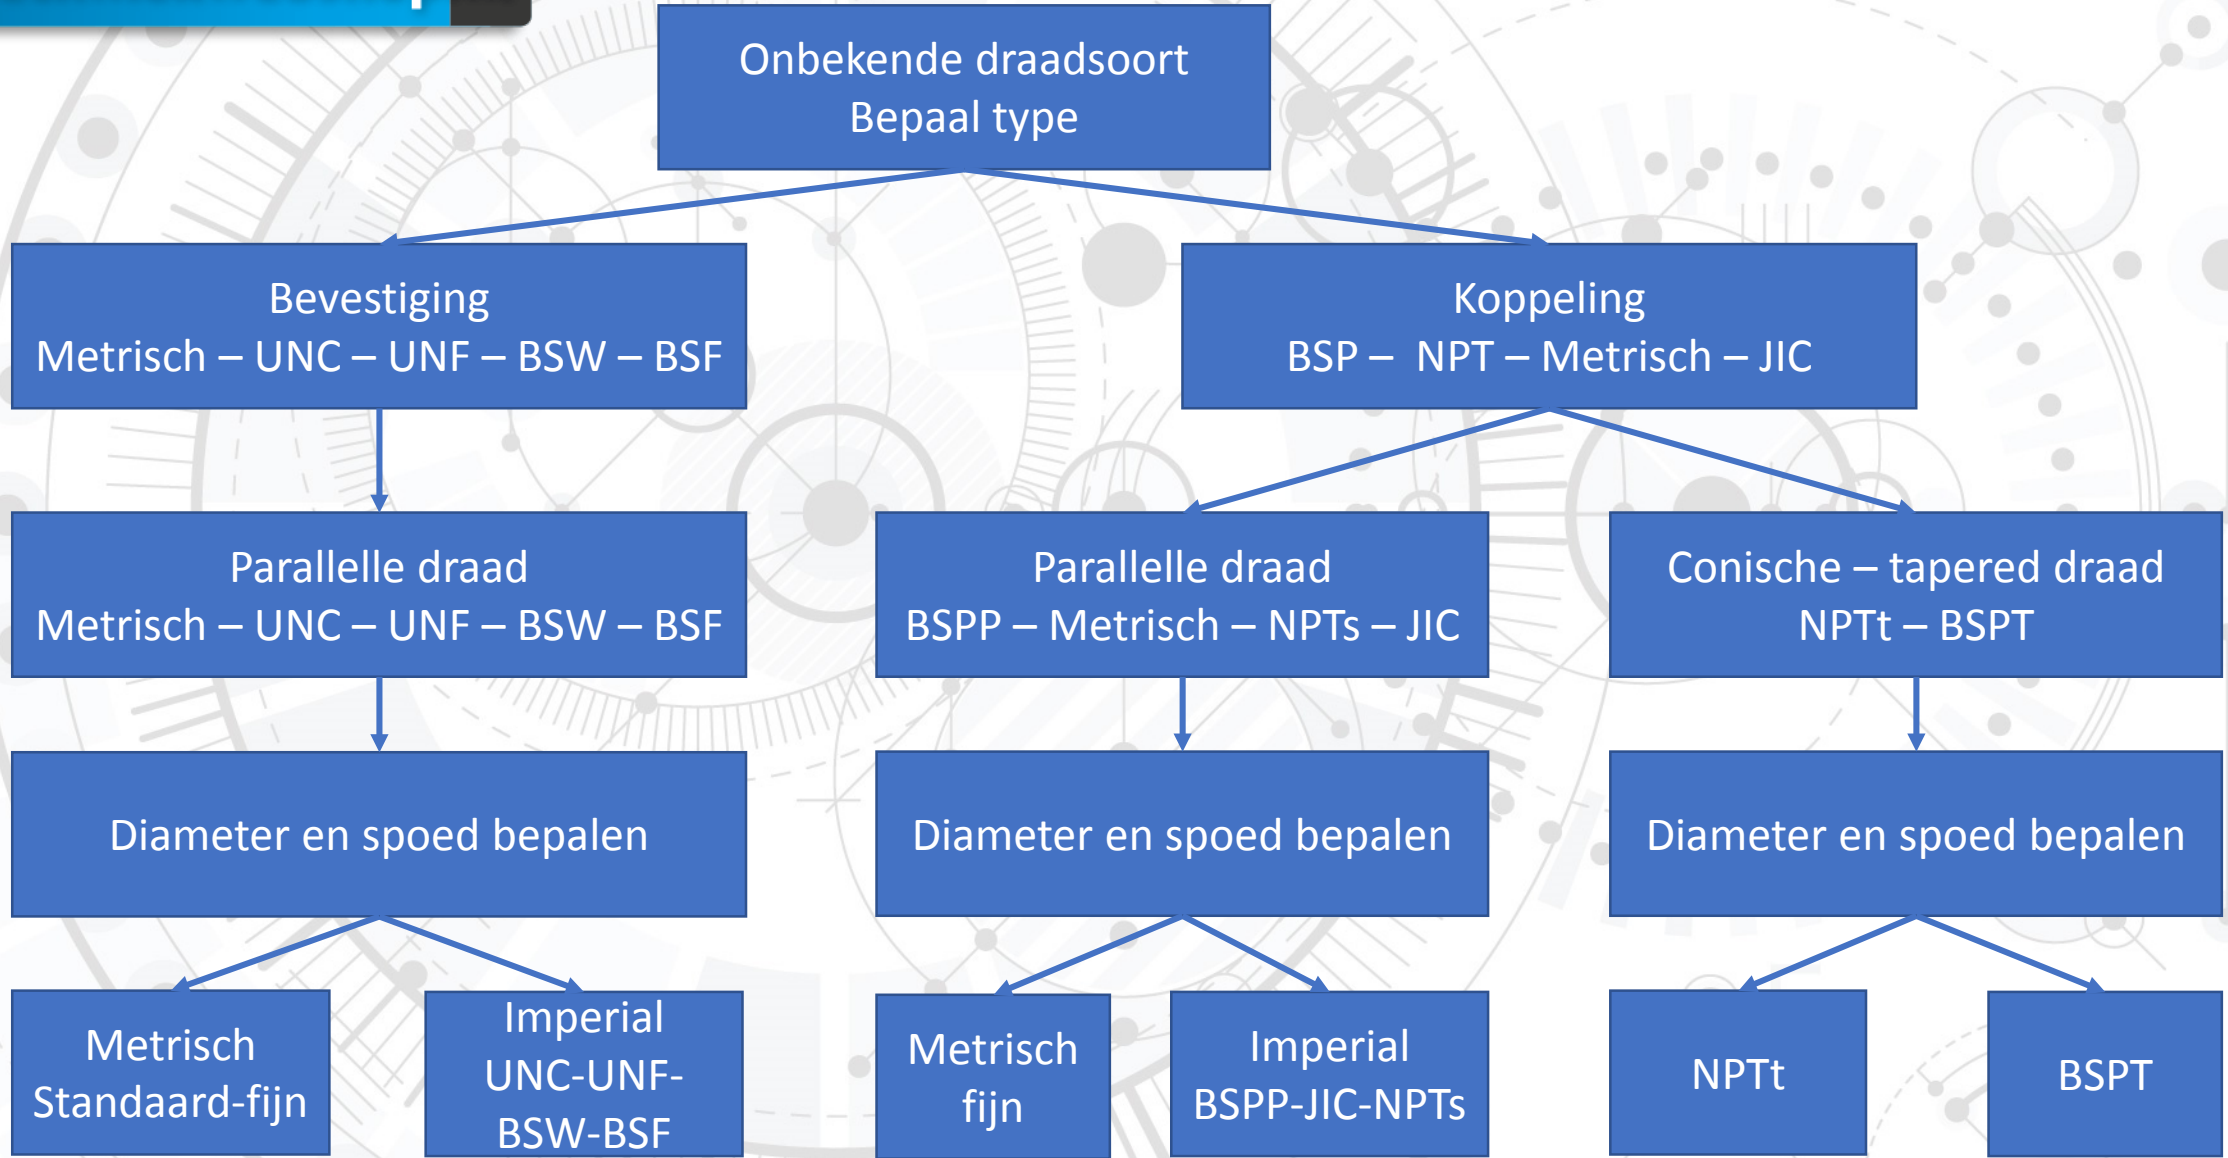 Onbekende draadsoort
Bepaal type
Bevestiging
Metrisch – UNC – UNF – BSW – BSF
Koppeling
BSP – NPT – Metrisch – JIC
Parallelle draad
Metrisch – UNC – UNF – BSW – BSF
Parallelle draad
BSPP – Metrisch – NPTs – JIC
Conische – tapered draad
NPTt – BSPT
Diameter en spoed bepalen
Diameter en spoed bepalen
Diameter en spoed bepalen
Metrisch
Standaard-fijn
Imperial
UNC-UNF-
BSW-BSF
Metrisch
fijn
Imperial
BSPP-JIC-NPTs
NPTt
BSPT